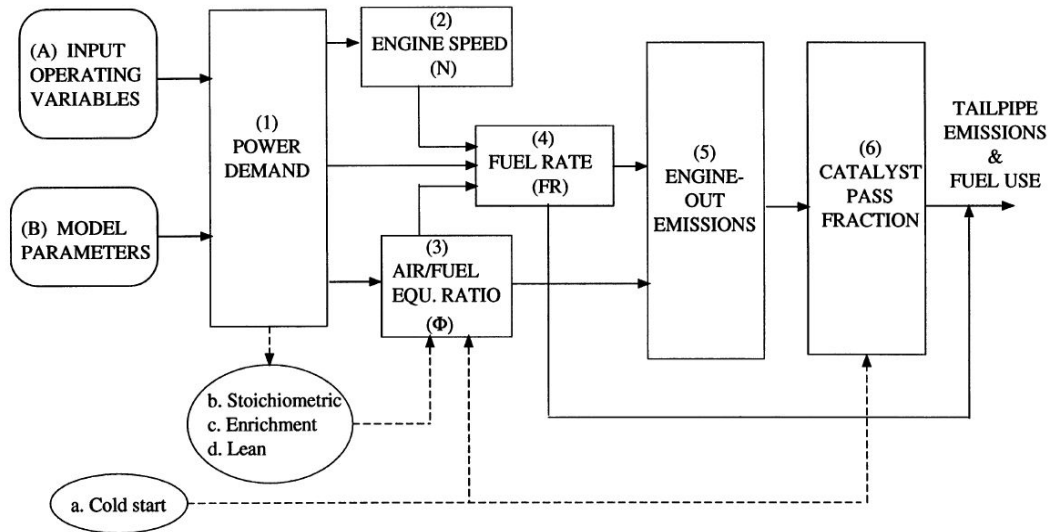 (A) INPUT
OPERATING
VARIABLES
(B) MODEL
PARAMETERS
(1)
POWER
DEMAND
(2)
ENGINE SPEED
(N)
(4)
FUEL RATE
(FR)
(3)
AIR/FUEL
EQU. RATIO
(Φ)
(5)
ENGINE-
OUT
EMISSIONS
(6)
CATALYST
PASS
FRACTION
TAILPIPE
EMISSIONS
&
FUEL USE
b. Stoichiometric
c. Enrichment
d. Lean
a. Cold start